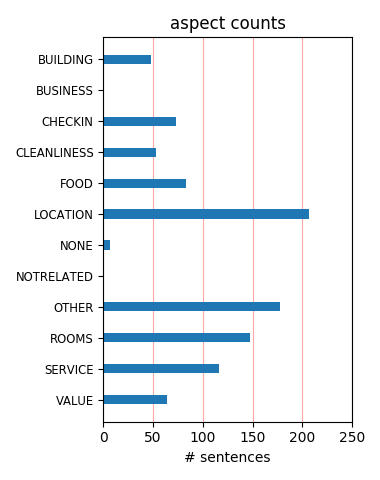 aspect counts
BUILDING
BUSINESS
CHECKIN
CLEANLINESS
FOOD
LOCATION
NONE
NOTRELATED
OTHER
ROOMS
SERVICE
VALUE
0 50 100 150 200 250
# sentences